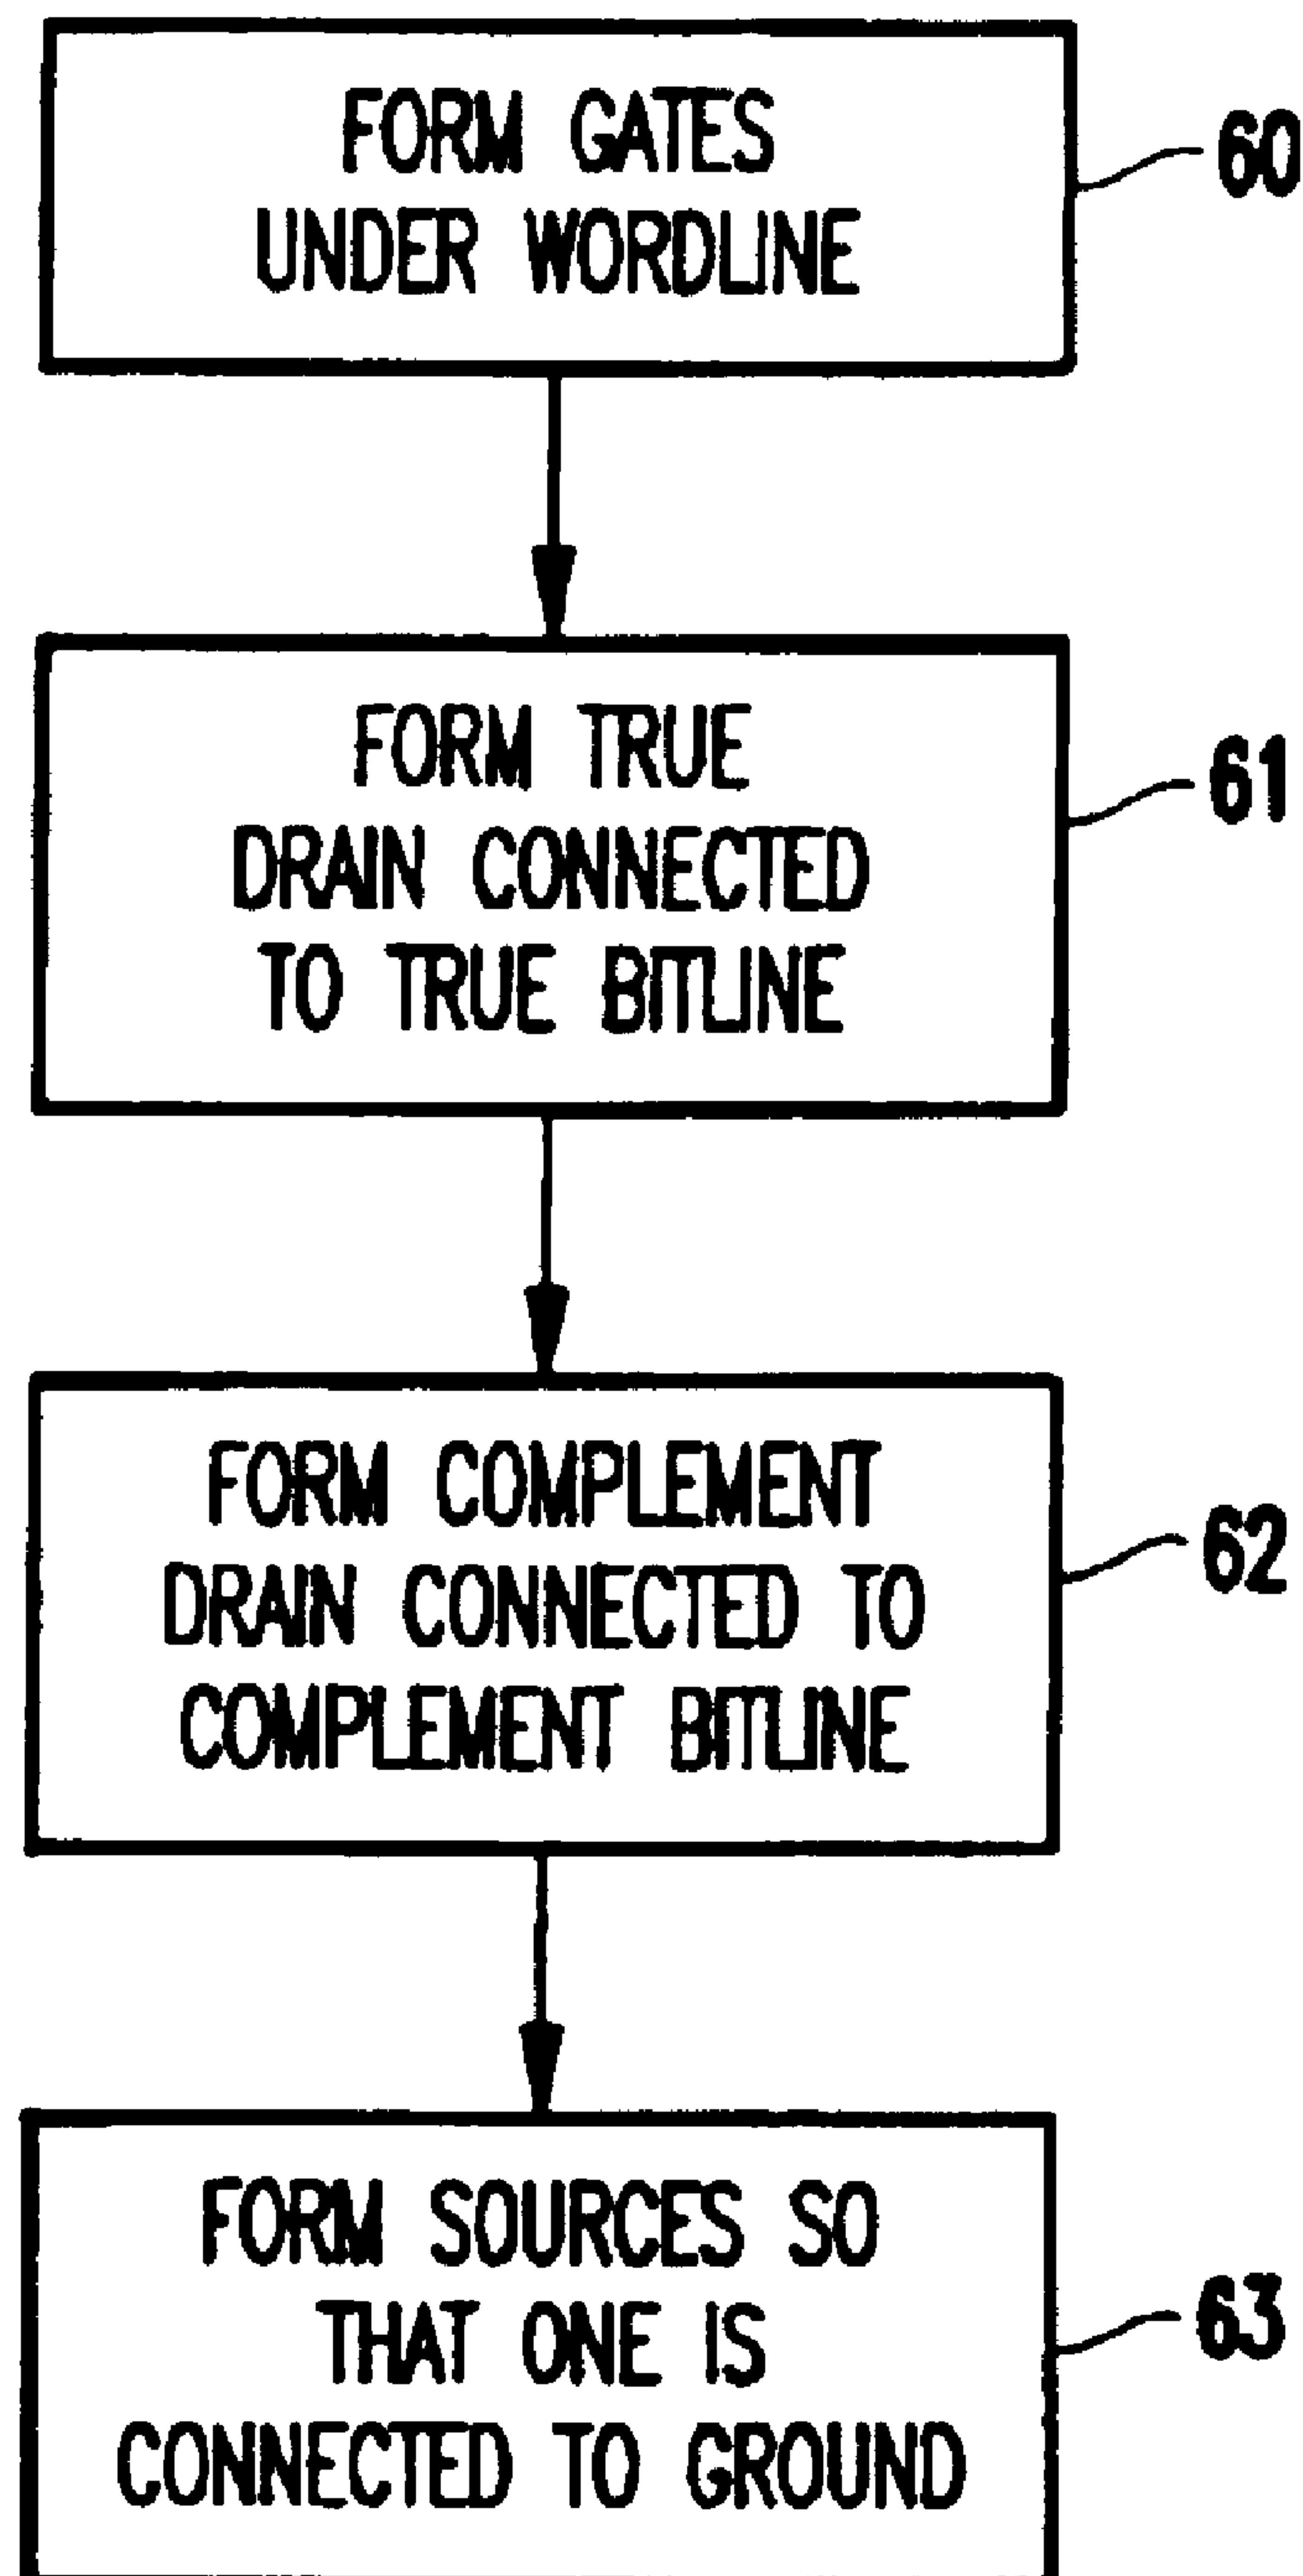 FORM GATES
UNDER WORDLINE
60
FORM TRUE
DRAIN CONNECTED
TO TRUE BITLINE
61
FORM COMPLEMENT
DRAIN CONNECTED TO
COMPLEMENT BITLINE
62
FORM SOURCES SO
THAT ONE IS
CONNECTED TO GROUND
63